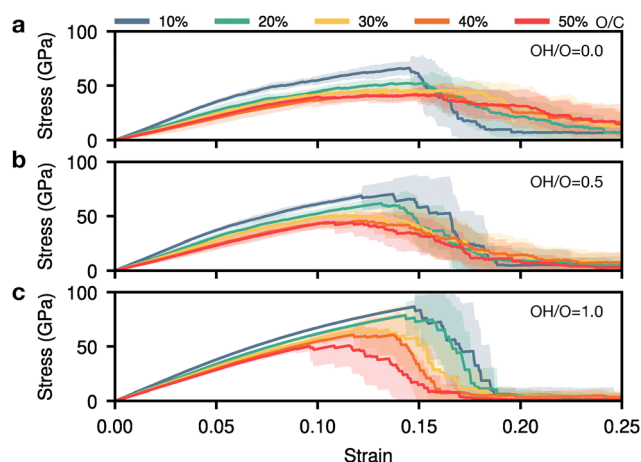 10% 20% 30% 40% 50% O/C
a
100
OH/O=0.0
50
0
Stress (GPa)
b
100
OH/O=0.5
50
0
Stress (GPa)
c
100
OH/O=1.0
50
0
Stress (GPa)
0.00 0.05 0.10 0.15 0.20 0.25
Strain